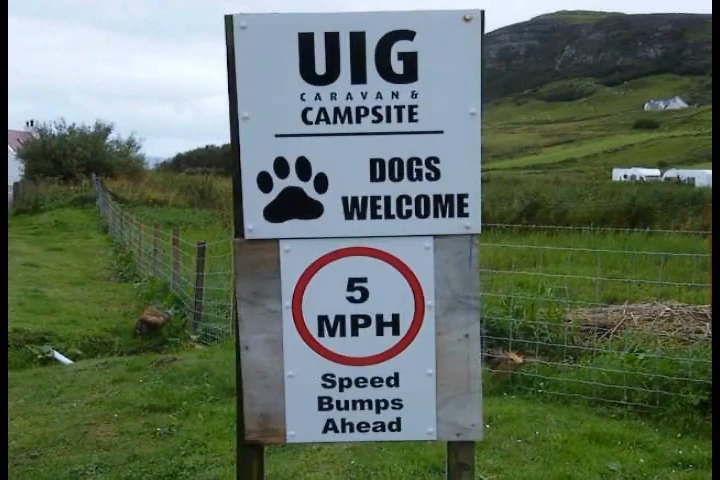 UIG
CARAVAN &
CAMPSITE
DOGS
WELCOME
5
MPH
Speed
Bumps
Ahead